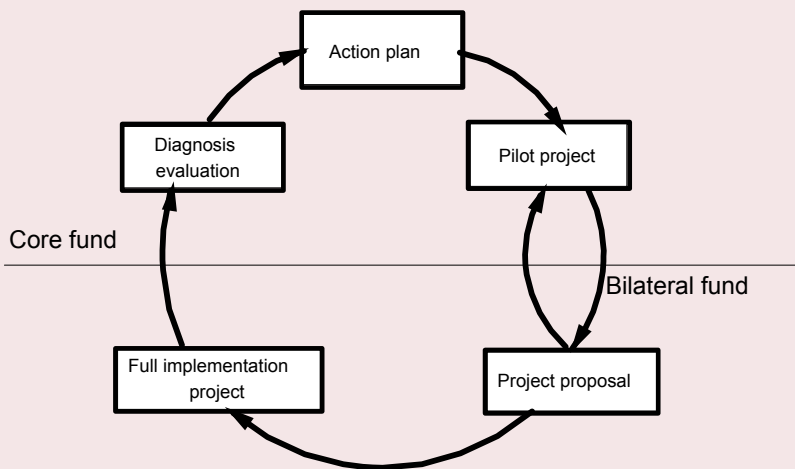 Action plan
Diagnosis
evaluation
Pilot project
Core fund
Bilateral fund
Full implementation
project
Project proposal